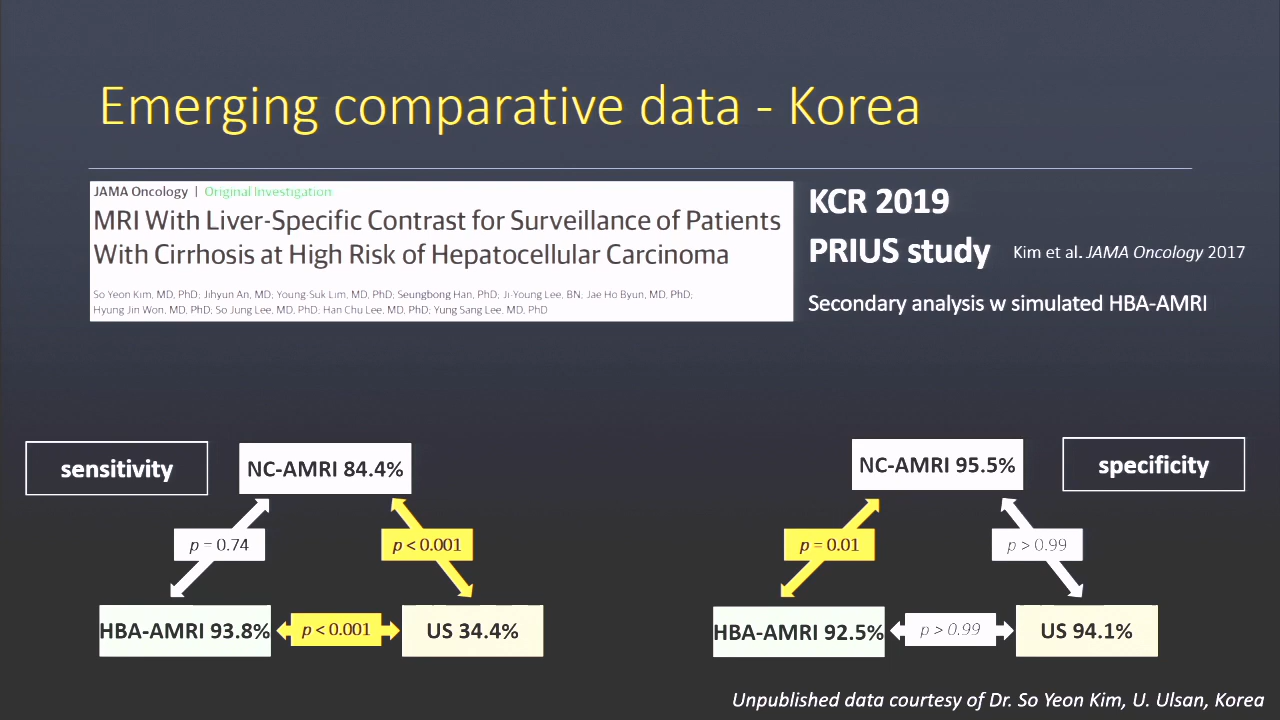 Emerging comparative data - Korea
JAMA Oncology | Original Investigation
MRI With Liver-Specific Contrast for Surveillance of Patients
With Cirrhosis at High Risk of Hepatocellular Carcinoma
So Yeon Kim, MD, PhD; Jihyun An, MD; Young-Suk Lim, MD, PhD; Seungbong Han, PhD; Ji-Young Lee, BN, Jae Ho Byun, MD, PhD;
Hyung Jin Won, MD, PhD; So Jung Lee, MD, PhD; Han Chu Lee, MD, PhD; Yung Sang Lee, MD, PhD
KCR 2019
PRIUS study Kim et al. JAMA Oncology 2017
Secondary analysis w simulated HBA-AMRI
sensitivity
NC-AMRI 84.4%
p = 0.74
p < 0.001
HBA-AMRI 93.8%
p < 0.001
US 34.4%
NC-AMRI 95.5%
specificity
p = 0.01
p > 0.99
HBA-AMRI 92.5%
p > 0.99
US 94.1%
Unpublished data courtesy of Dr. So Yeon Kim, U. Ulsan, Korea